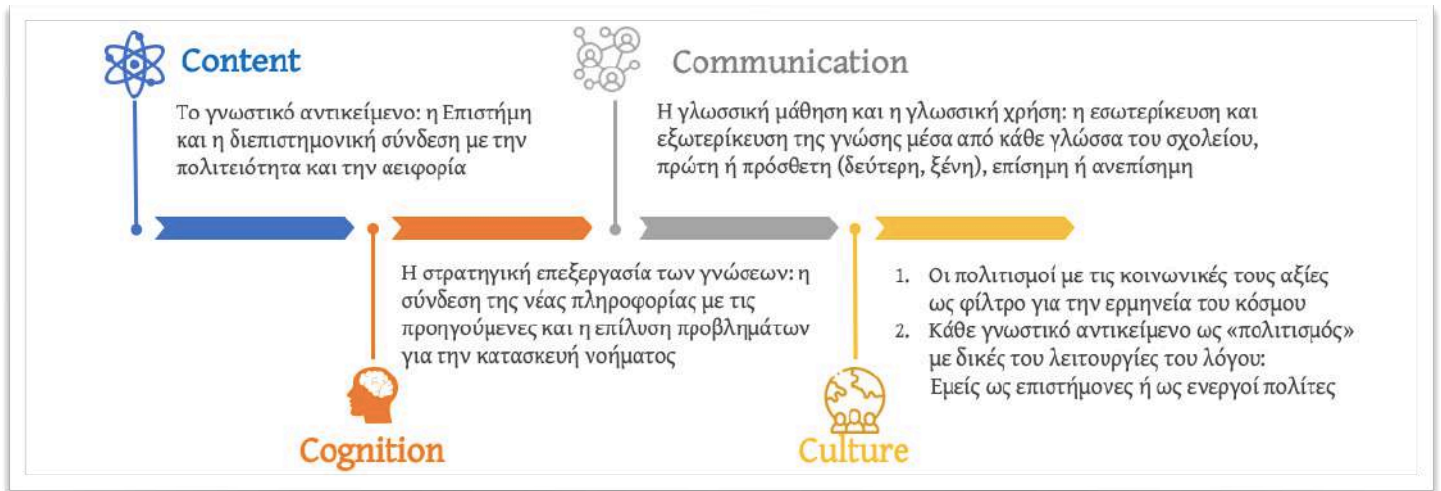 Content
Το γνωστικό αντικείμενο: η Επιστήμη
και η διεπιστημονική σύνδεση με την
πολιτειότητα και την αειφορία
Communication
Η γλωσσική μάθηση και η γλωσσική χρήση: η εσωτερίκευση και
εξωτερίκευση της γνώσης μέσα από κάθε γλώσσα του σχολείου,
πρώτη ή πρόσθετη (δεύτερη, ξένη), επίσημη ή ανεπίσημη
Η στρατηγική επεξεργασία των γνώσεων: η
σύνδεση της νέας πληροφορίας με τις
προηγούμενες και η επίλυση προβλημάτων
για την κατασκευή νοήματος
Cognition
1. Οι πολιτισμοί με τις κοινωνικές τους αξίες
ως φίλτρο για την ερμηνεία του κόσμου
2. Κάθε γνωστικό αντικείμενο ως «πολιτισμός»
με δικές του λειτουργίες του λόγου:
Εμείς ως επιστήμονες ή ως ενεργοί πολίτες
Culture